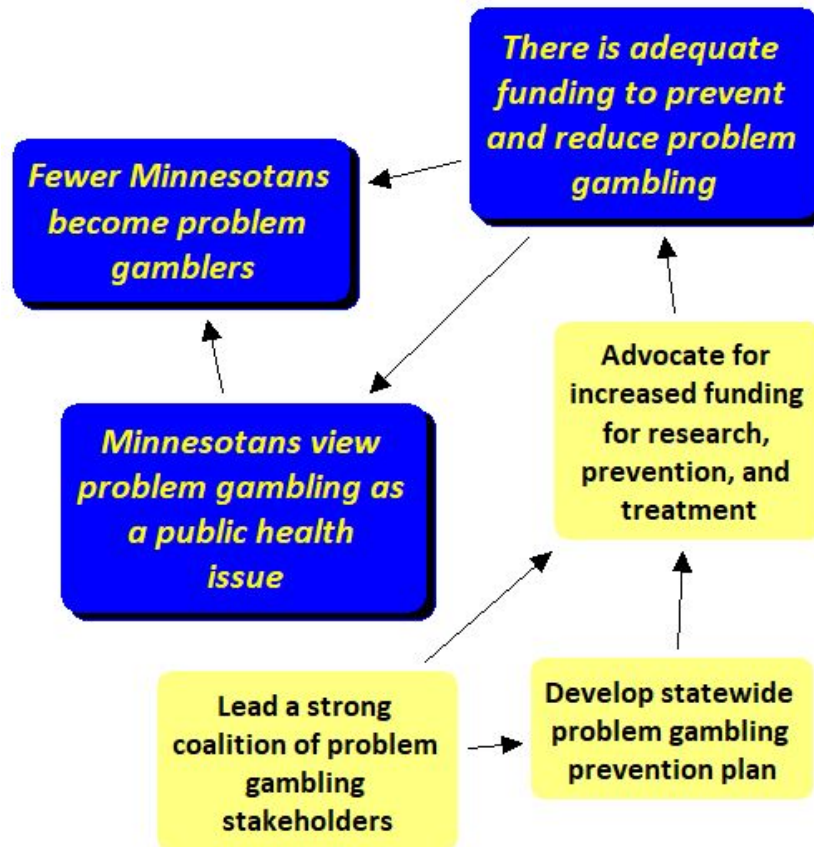 There is adequate
funding to prevent
and reduce problem
gambling
Fewer Minnesotans
become problem
gamblers
Advocate for
increased funding
for research,
prevention, and
treatment
Minnesotans view
problem gambling as
a public health
issue
Lead a strong
coalition of problem
gambling
stakeholders
Develop statewide
problem gambling
prevention plan